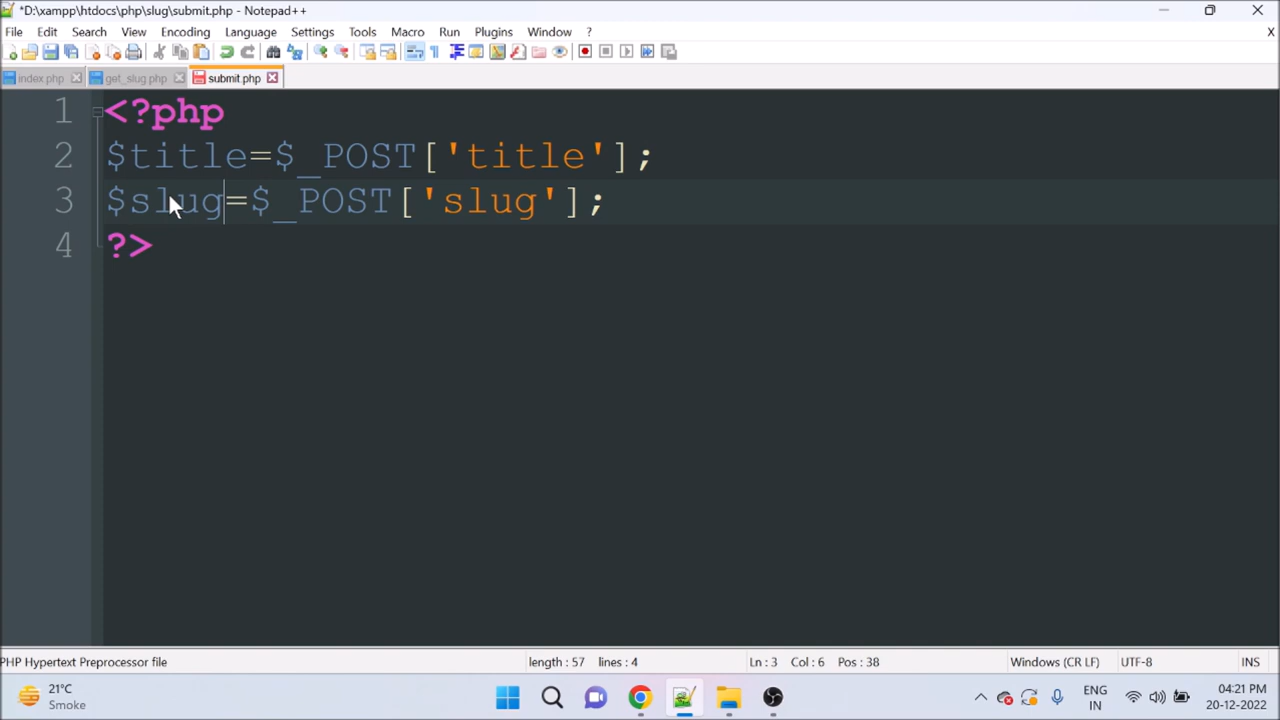 *D:\xampp\htdocs\php\slug\submit.php - Notepad++
File Edit Search View Encoding Language Settings Tools Macro Run Plugins Window ? X
index.php get_slug.php submit.php
1 <?php
2 $title=$_POST['title'];
3 $slug=$_POST['slug'];
4 ?>
PHP Hypertext Preprocessor file length : 57 lines : 4 Ln : 3 Col : 6 Pos : 38 Windows (CR LF) UTF-8 INS
21°C
Smoke
ENG
IN
04:21 PM
20-12-2022